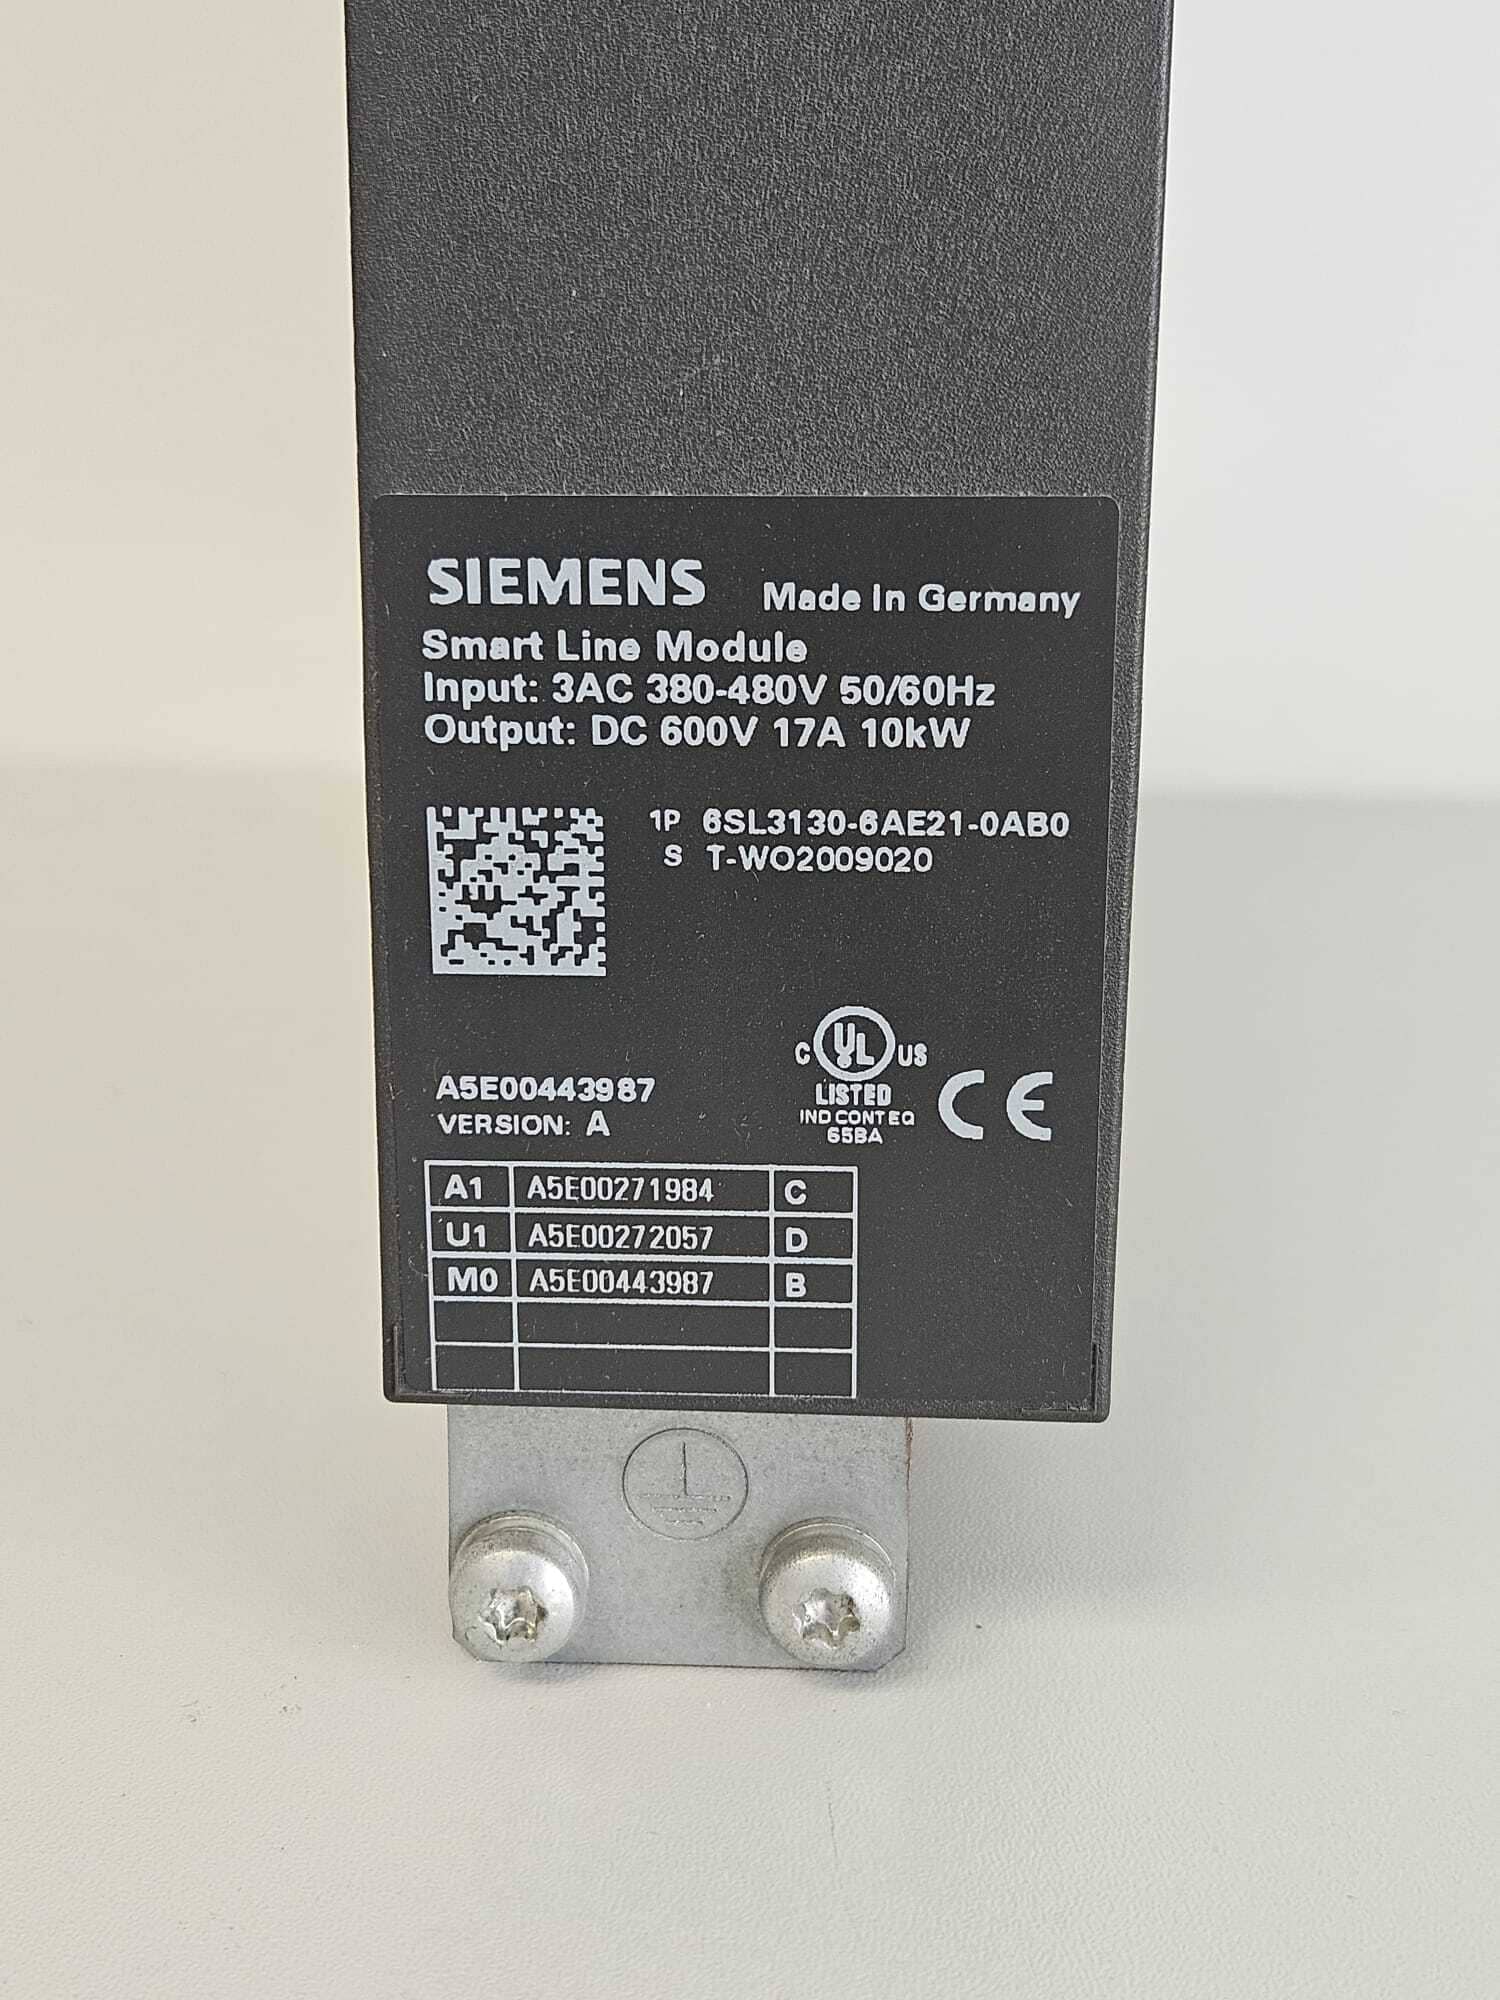 SIEMENS Made In Germany
Smart Line Module
Input: 3AC 380-480V 50/60Hz
Output: DC 600V 17A 10kW
1P 6SL3130-6AE21-0AB0
S T-WO2009020
C UL US
LISTED
IND CONT EQ
65BA
CE
A5E00443987
VERSION: A
A1 A5E00271984 C
U1 A5E00272057 D
M0 A5E00443987 B